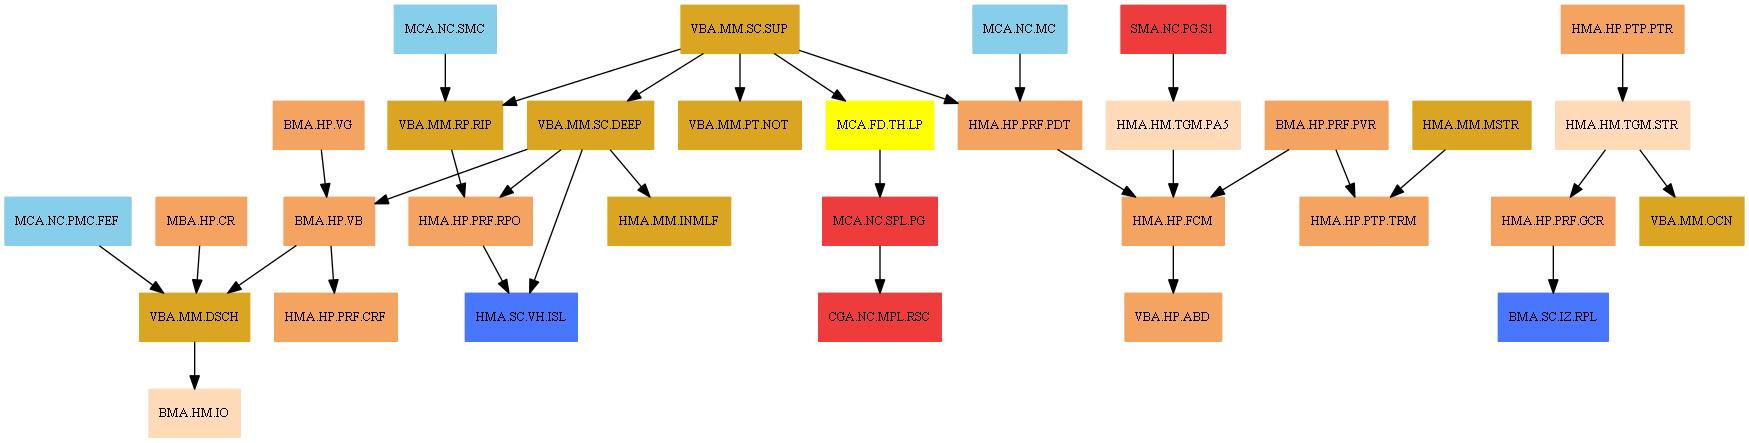 MCA.NC.SMC
VBA.MM.SC.SUP
MCA.NC.MC
SMA.NC.PG.S1
HMA.HP.PTP.PTR
BMA.HP.VG
VBA.MM.RP.RIP
VBA.MM.SC.DEEP
VBA.MM.PT.NOT
MCA.FD.TH.LP
HMA.HP.PRF.PDT
HMA.HM.TGM.PA5
BMA.HP.PRF.PVR
HMA.MM.MSTR
HMA.HM.TGM.STR
MCA.NC.PMC.FEF
MBA.HP.CR
BMA.HP.VB
HMA.HP.PRF.RPO
HMA.MM.INMLF
MCA.NC.SPL.PG
HMA.HP.FCM
HMA.HP.PTP.TRM
HMA.HP.PRF.GCR
VBA.MM.OCN
VBA.MM.DSCH
HMA.HP.PRF.CRF
HMA.SC.VH.ISL
CGA.NC.MPL.RSC
VBA.HP.ABD
BMA.SC.IZ.RPL
BMA.HM.IO